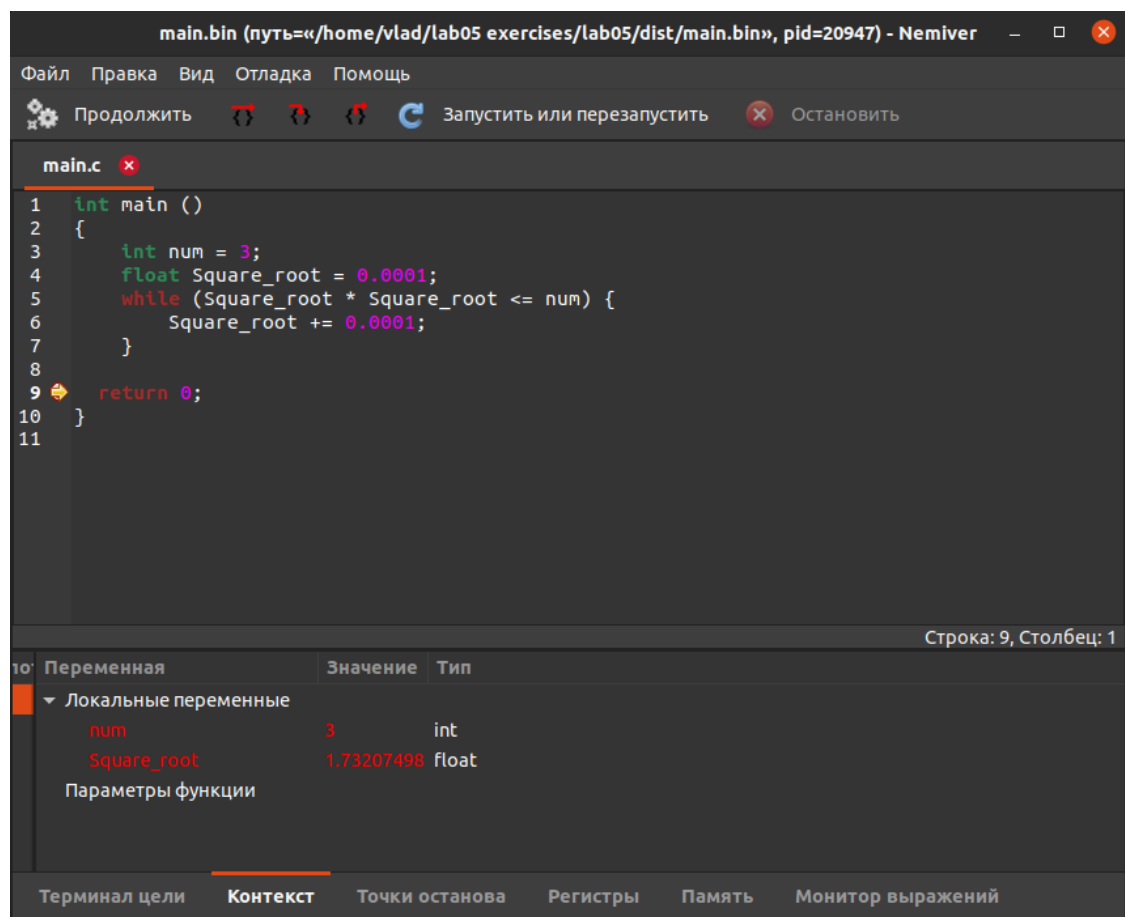 main.bin (путь=«/home/vlad/lab05 exercises/lab05/dist/main.bin», pid=20947) - Nemiver
Файл Правка Вид Отладка Помощь
Продолжить Запустить или перезапустить Остановить
main.c
1 int main ()
2 {
3 int num = 3;
4 float Square_root = 0.0001;
5 while (Square_root * Square_root <= num) {
6 Square_root += 0.0001;
7 }
8
9 return 0;
10 }
11
Строка: 9, Столбец: 1
Переменная Значение Тип
Локальные переменные
num 3 int
Square_root 1.73207498 float
Параметры функции
Терминал цели Контекст Точки останова Регистры Память Монитор выражений